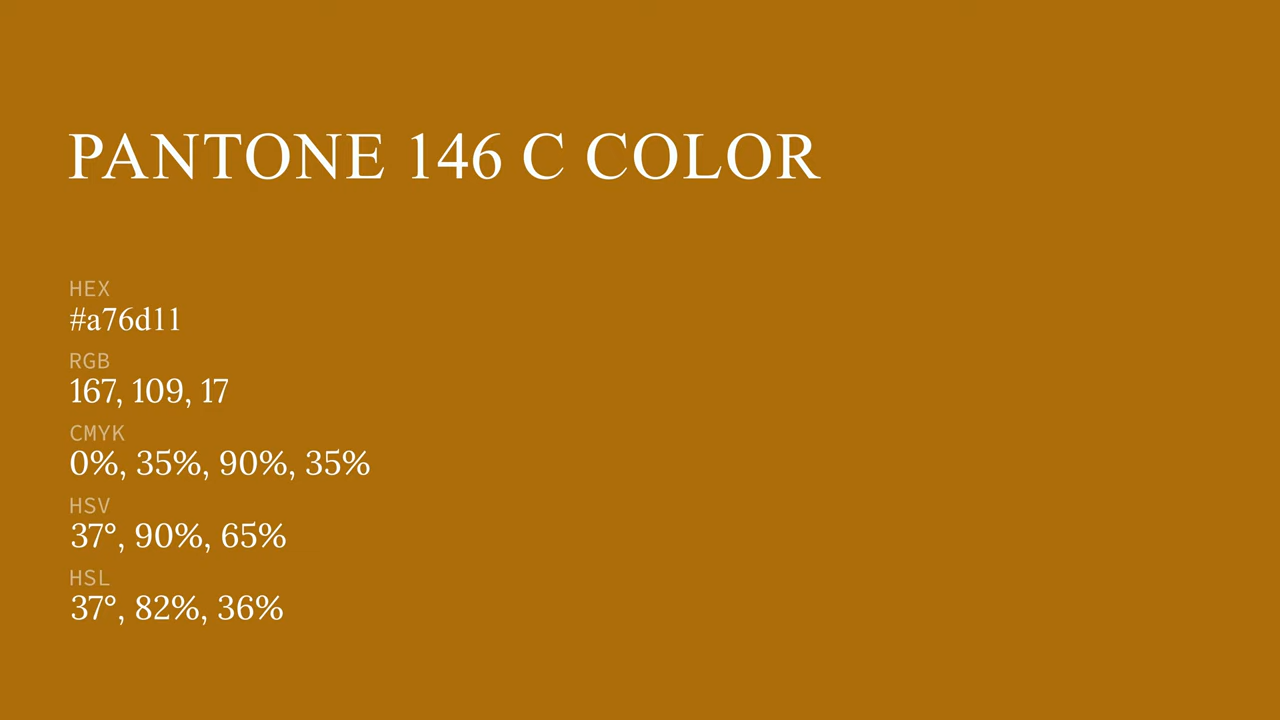 PANTONE 146 C COLOR
HEX
#a76d11
RGB
167, 109, 17
CMYK
0%, 35%, 90%, 35%
HSV
37°, 90%, 65%
HSL
37°, 82%, 36%